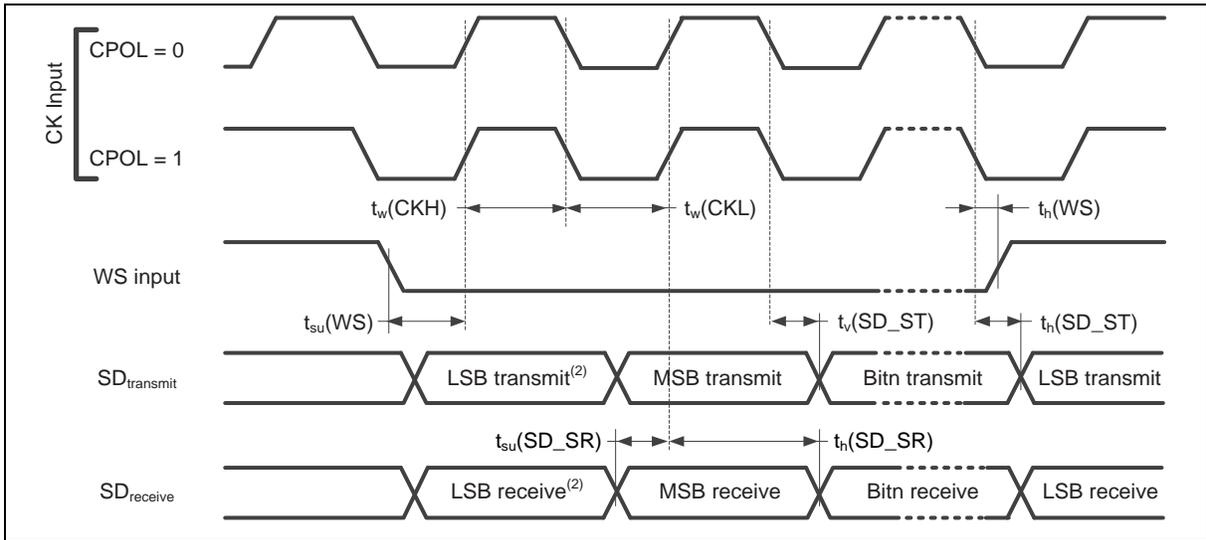 CK Input
CPOL = 0
CPOL = 1
tw(CKH)
tw(CKL)
th(WS)
WS input
tsu(WS)
tv(SD_ST)
th(SD_ST)
SDtransmit
LSB transmit(2)
MSB transmit
Bitn transmit
LSB transmit
tsu(SD_SR)
th(SD_SR)
SDreceive
LSB receive(2)
MSB receive
Bitn receive
LSB receive